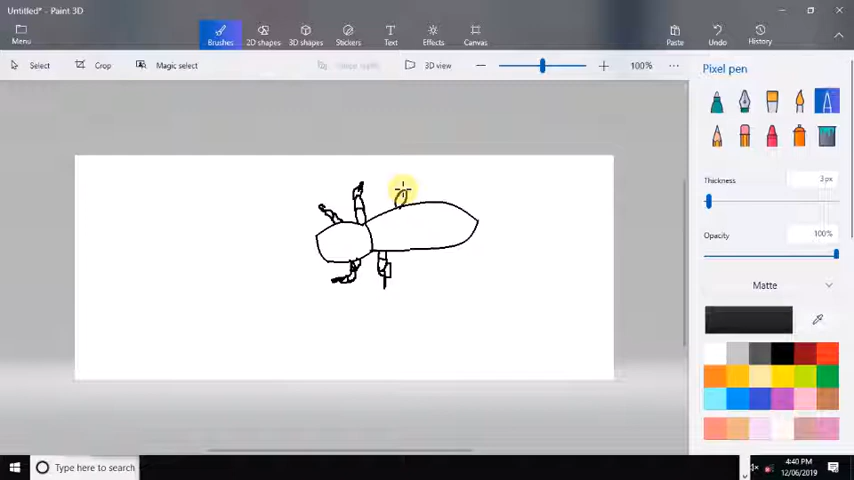 Untitled* - Paint 3D
Menu
Brushes
2D shapes
3D shapes
Stickers
Text
Effects
Canvas
Paste
Undo
History
Select
Crop
Magic select
3D view
100%
Pixel pen
Thickness
3px
Opacity
100%
Matte
Type here to search
4:40 PM
12/06/2019